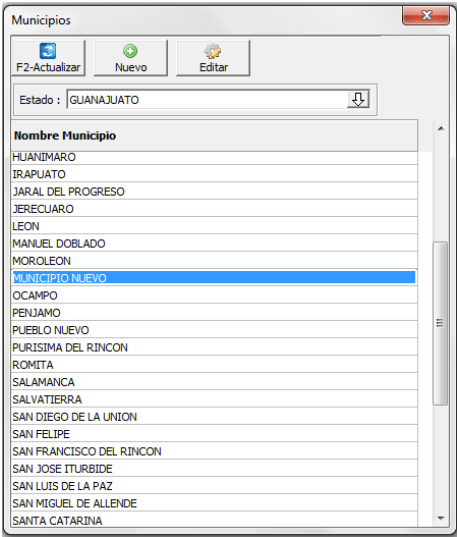 Municipios
F2-Actualizar Nuevo Editar
Estado : GUANAJUATO
Nombre Municipio
HUANIMARO
IRAPUATO
JARAL DEL PROGRESO
JERECUARO
LEON
MANUEL DOBLADO
MOROLEON
MUNICIPIO NUEVO
OCAMPO
PENJAMO
PUEBLO NUEVO
PURISIMA DEL RINCON
ROMITA
SALAMANCA
SALVATIERRA
SAN DIEGO DE LA UNION
SAN FELIPE
SAN FRANCISCO DEL RINCON
SAN JOSE ITURBIDE
SAN LUIS DE LA PAZ
SAN MIGUEL DE ALLENDE
SANTA CATARINA